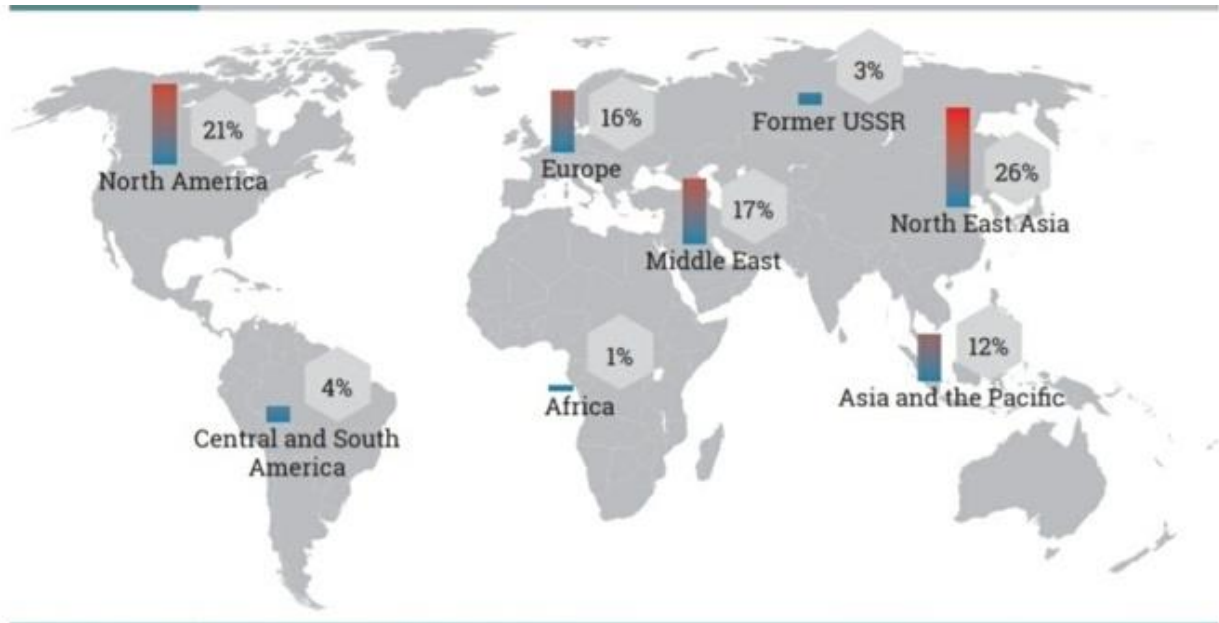 3%
21%
16%
Former USSR
North America
Europe
26%
17%
North East Asia
Middle East
12%
1%
4%
Asia and the Pacific
Africa
Central and South
America